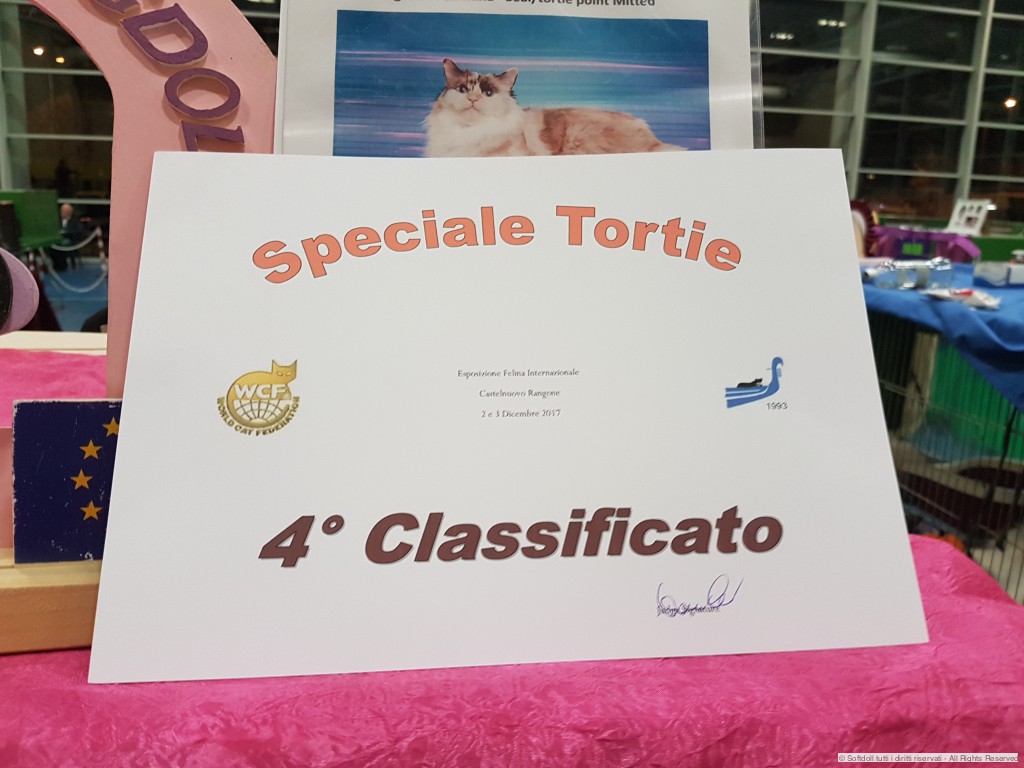 Seal/tortie point Mitted
DOL
Speciale Tortie
WCF
WORLD CAT FEDERATION
Esposizione Felina Internazionale
Castelnuovo Rangone
2 e 3 Dicembre 2017
1993
4° Classificato
© Softdoll tutti i diritti riservati - All Rights Reserved